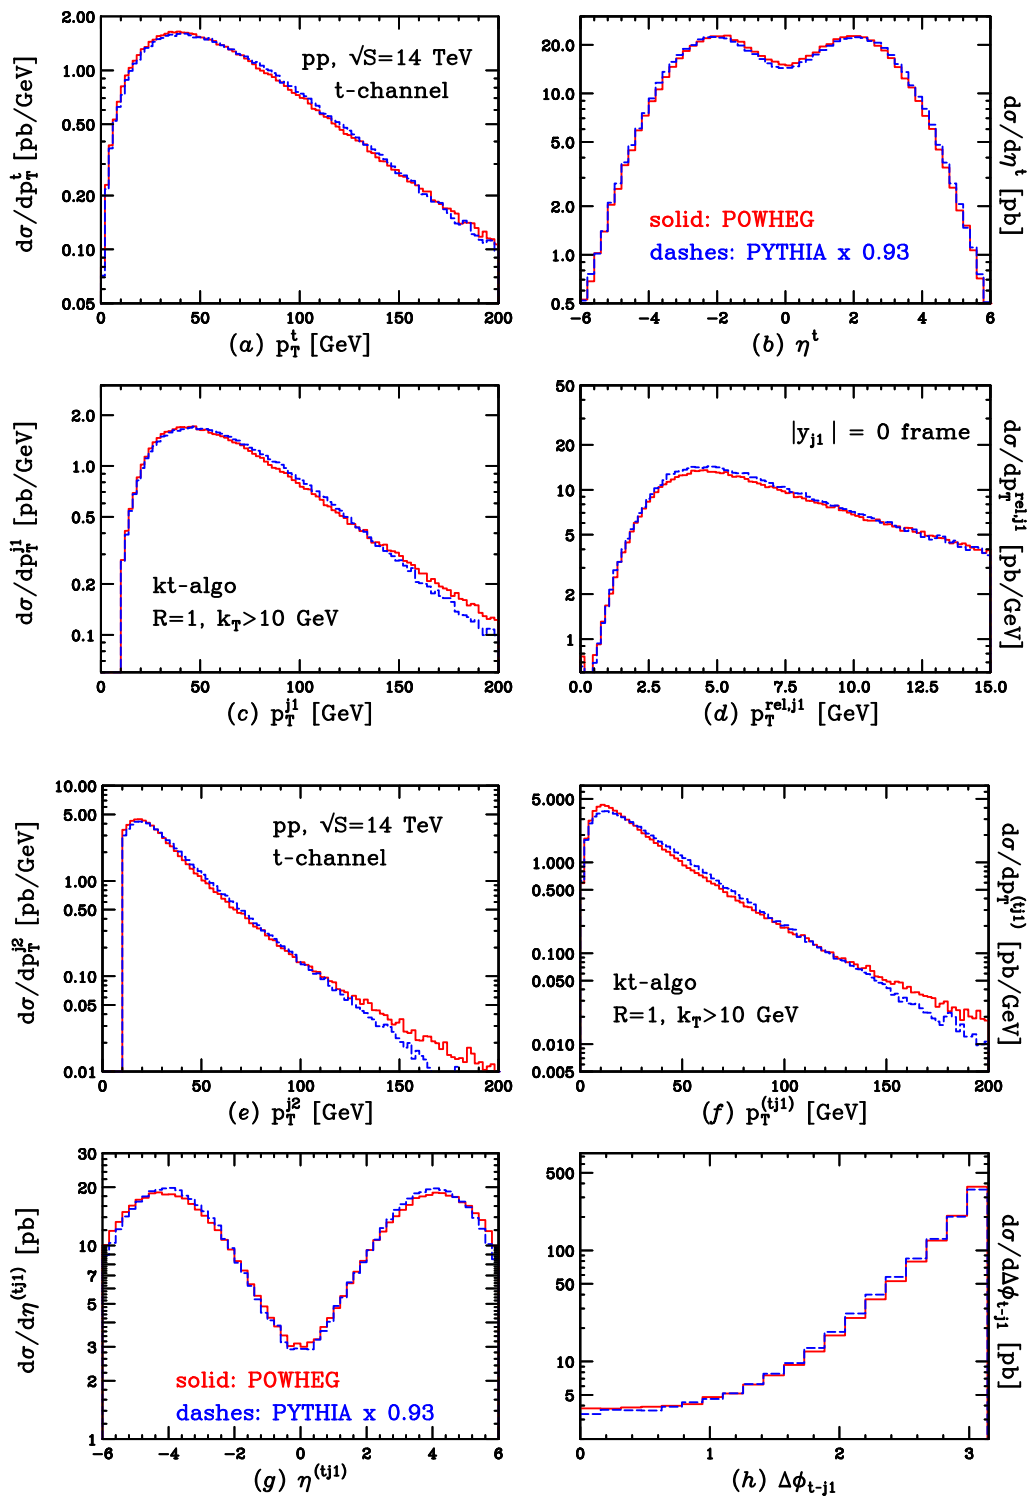 2.00
1.00
0.50
0.20
0.10
0.05
dσ/dp_T^t [pb/GeV]
pp, √S=14 TeV
t-channel
0 50 100 150 200
(a) p_T^t [GeV]
20.0
10.0
5.0
2.0
1.0
0.5
dσ/dη^t [pb]
solid: POWHEG
dashes: PYTHIA x 0.93
−6 −4 −2 0 2 4 6
(b) η^t
2.0
1.0
0.5
0.2
0.1
dσ/dp_T^j1 [pb/GeV]
kt-algo
R=1, k_T>10 GeV
0 50 100 150 200
(c) p_T^j1 [GeV]
50
20
10
5
2
1
dσ/dp_T^rel,j1 [pb/GeV]
|y_j1| = 0 frame
0.0 2.5 5.0 7.5 10.0 12.5 15.0
(d) p_T^rel,j1 [GeV]
10.00
5.00
1.00
0.50
0.10
0.05
0.01
dσ/dp_T^j2 [pb/GeV]
pp, √S=14 TeV
t-channel
0 50 100 150 200
(e) p_T^j2 [GeV]
5.000
1.000
0.500
0.100
0.050
0.010
0.005
dσ/dp_T^(tj1) [pb/GeV]
kt-algo
R=1, k_T>10 GeV
0 50 100 150 200
(f) p_T^(tj1) [GeV]
30
20
10
7
5
3
2
1
dσ/dη^(tj1) [pb]
solid: POWHEG
dashes: PYTHIA x 0.93
−6 −4 −2 0 2 4 6
(g) η^(tj1)
500
100
50
10
5
dσ/dΔϕ_t-j1 [pb]
0 1 2 3
(h) Δϕ_t-j1